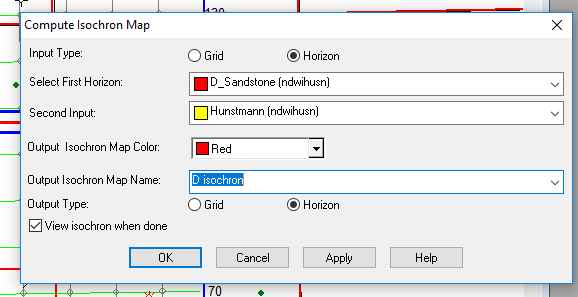 130
Compute Isochron Map
Input Type: Grid Horizon
Select First Horizon: D_Sandstone (ndwihusn)
Second Input: Hunstmann (ndwihusn)
Output Isochron Map Color: Red
Output Isochron Map Name: D isochron
Output Type: Grid Horizon
View isochron when done
OK Cancel Apply Help
70